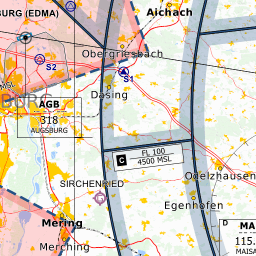 BURG (EDMA)
Aichach
Obergriesbach
S2
S1
Dasing
BURG
AGB
318
AUGSBURG
C
FL 100
4500 MSL
SIRCHENRIED
Odelzhausen
Egenhofen
Mering
Merching
D
MA
115.
MAISA